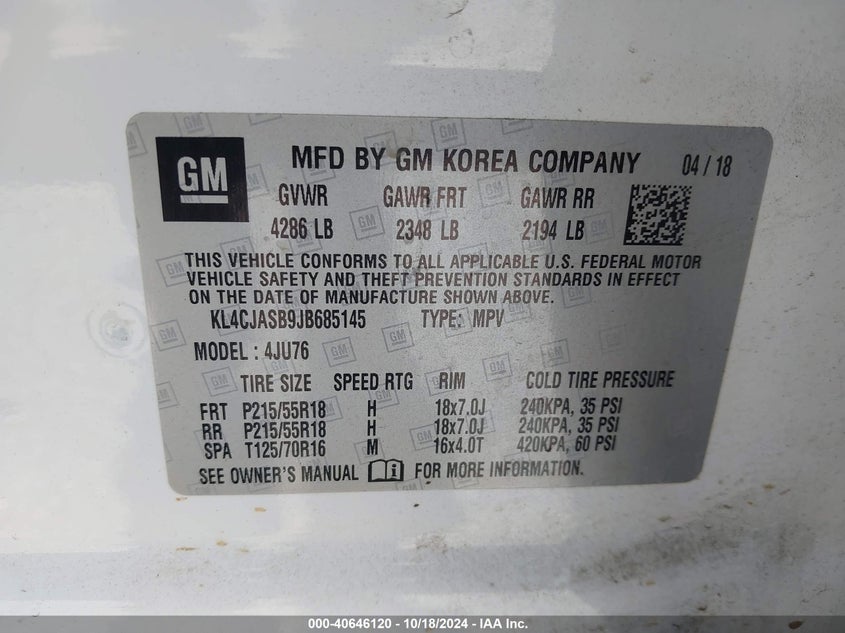 GM MFD BY GM KOREA COMPANY 04 / 18
GVWR GAWR FRT GAWR RR
4286 LB 2348 LB 2194 LB
THIS VEHICLE CONFORMS TO ALL APPLICABLE U.S. FEDERAL MOTOR
VEHICLE SAFETY AND THEFT PREVENTION STANDARDS IN EFFECT
ON THE DATE OF MANUFACTURE SHOWN ABOVE.
KL4CJASB9JB685145 TYPE: MPV
MODEL : 4JU76
TIRE SIZE SPEED RTG RIM COLD TIRE PRESSURE
FRT P215/55R18 H 18x7.0J 240KPA, 35 PSI
RR P215/55R18 H 18x7.0J 240KPA, 35 PSI
SPA T125/70R16 M 16x4.0T 420KPA, 60 PSI
SEE OWNER'S MANUAL FOR MORE INFORMATION.
000-40646120 - 10/18/2024 - IAA Inc.